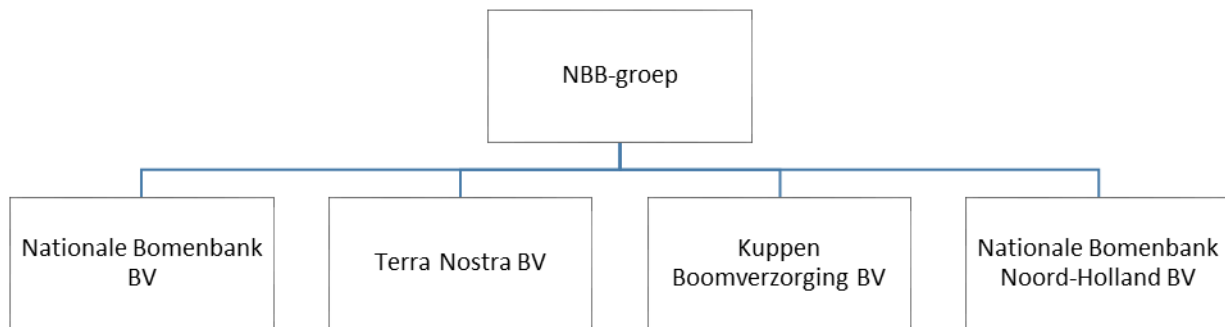 NBB-groep
Nationale Bomenbank
BV
Terra Nostra BV
Kuppen
Boomverzorging BV
Nationale Bomenbank
Noord-Holland BV